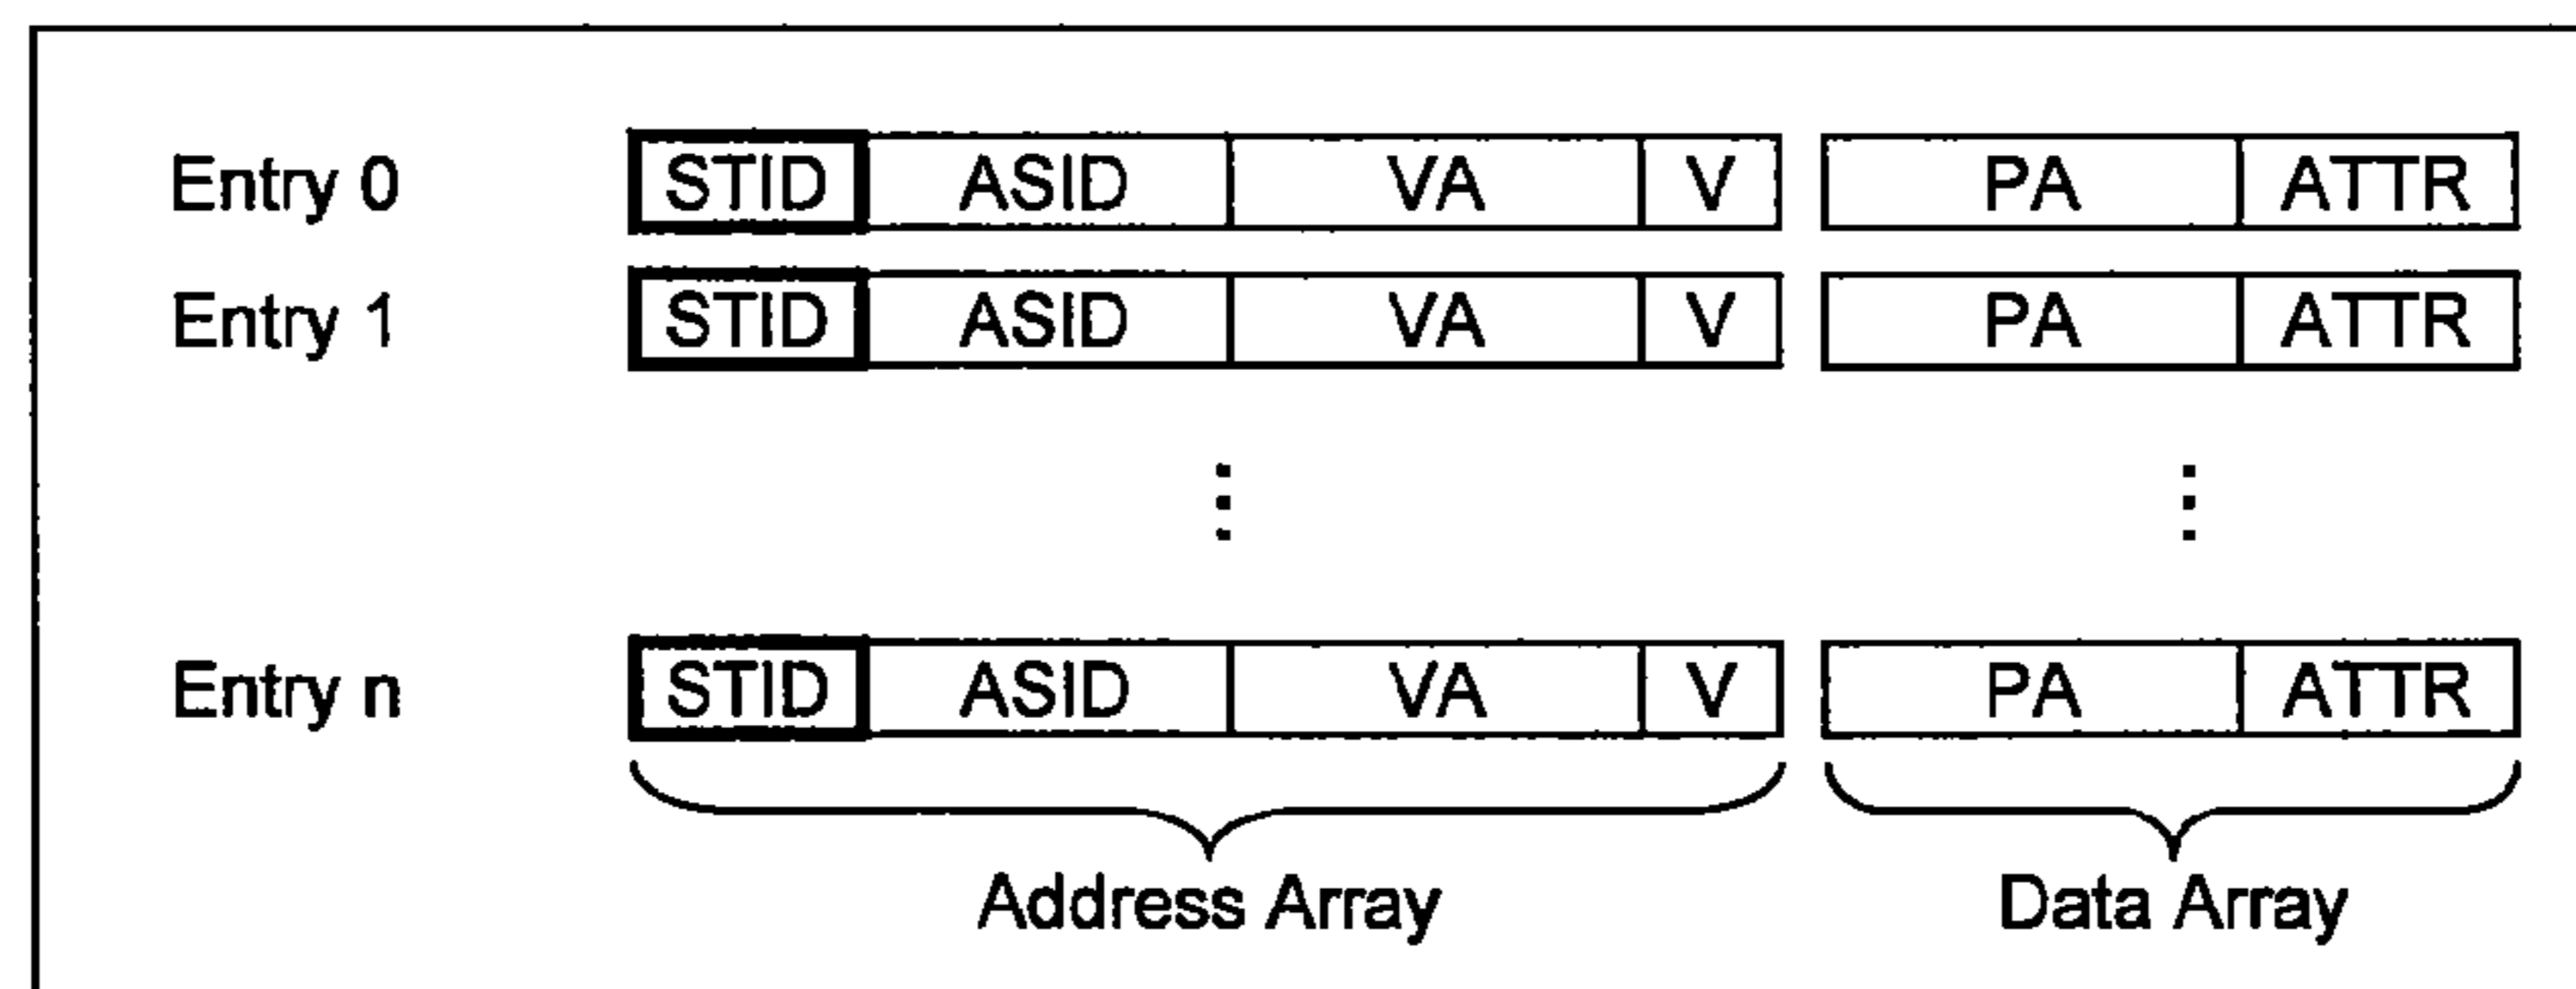 Entry 0 STID ASID VA V PA ATTR
Entry 1 STID ASID VA V PA ATTR
Entry n STID ASID VA V PA ATTR
Address Array Data Array